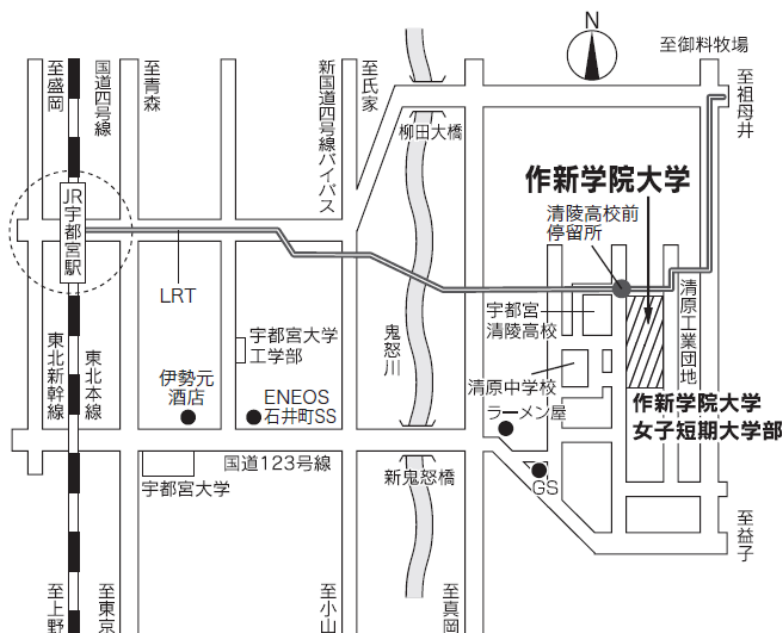 N
至御料牧場
至盛岡
国道四号線
至青森
新国道四号線バイパス
至氏家
至祖母井
柳田大橋
作新学院大学
清陵高校前
停留所
JR宇都宮駅
LRT
宇都宮
清陵高校
清原工業団地
宇都宮大学
工学部
鬼怒川
東北新幹線
東北本線
伊勢元
酒店
ENEOS
石井町SS
清原中学校
ラーメン屋
作新学院大学
女子短期大学部
国道123号線
宇都宮大学
新鬼怒橋
GS
至益子
至上野
至東京
至小山
至真岡